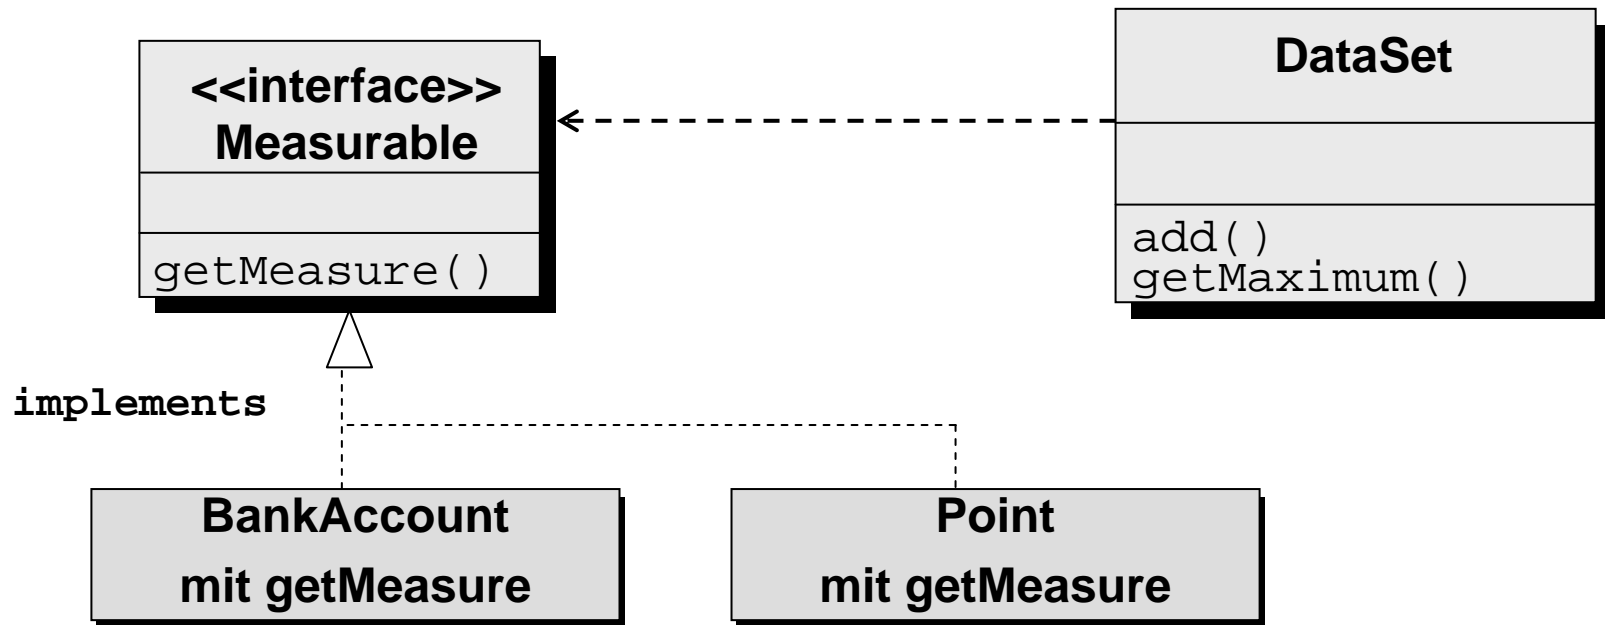 <<interface>>
Measurable
getMeasure()
DataSet
add()
getMaximum()
implements
BankAccount
mit getMeasure
Point
mit getMeasure